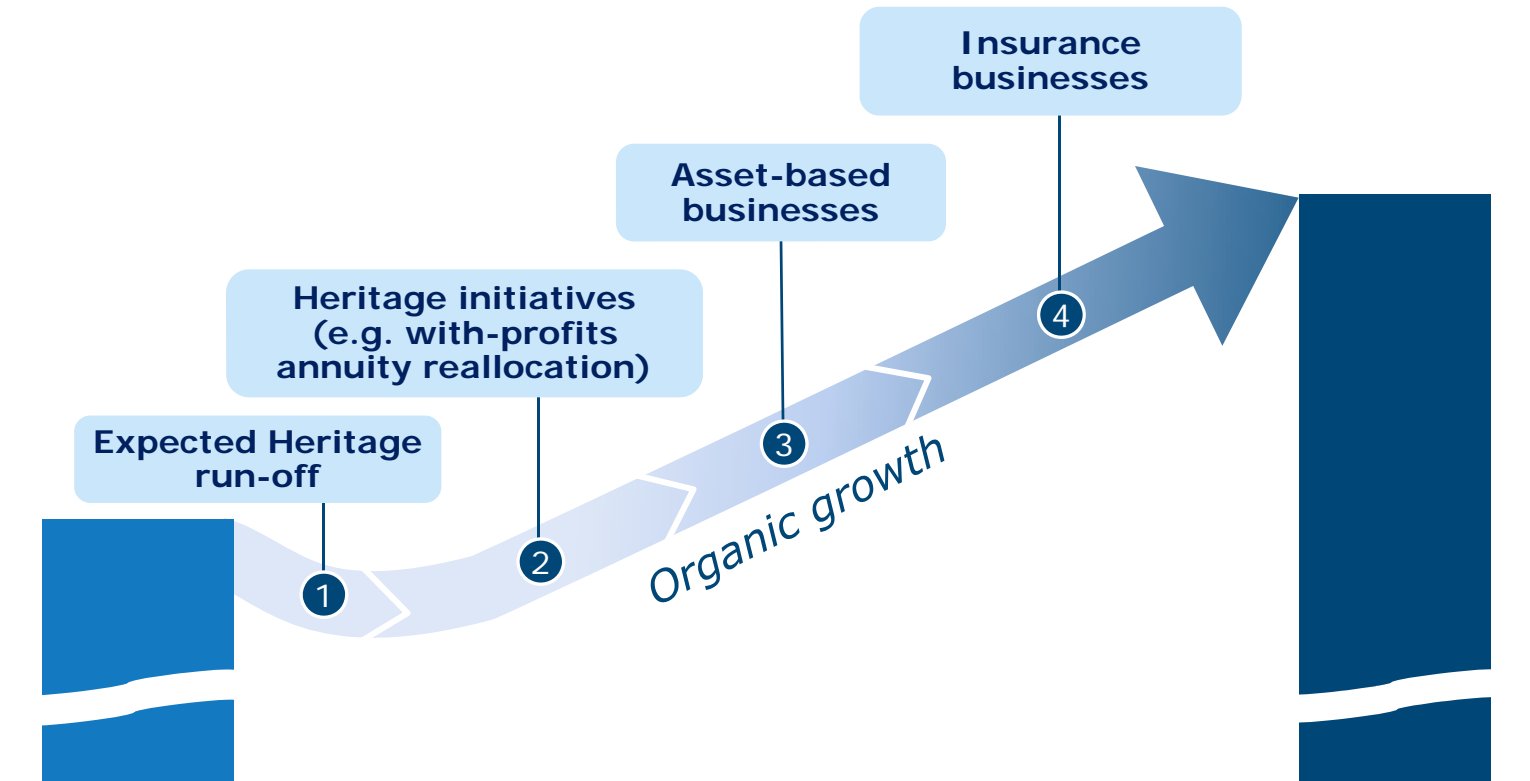 Insurance
businesses
Asset-based
businesses
Heritage initiatives
(e.g. with-profits
annuity reallocation)
Expected Heritage
run-off
1
2
3
4
Organic growth